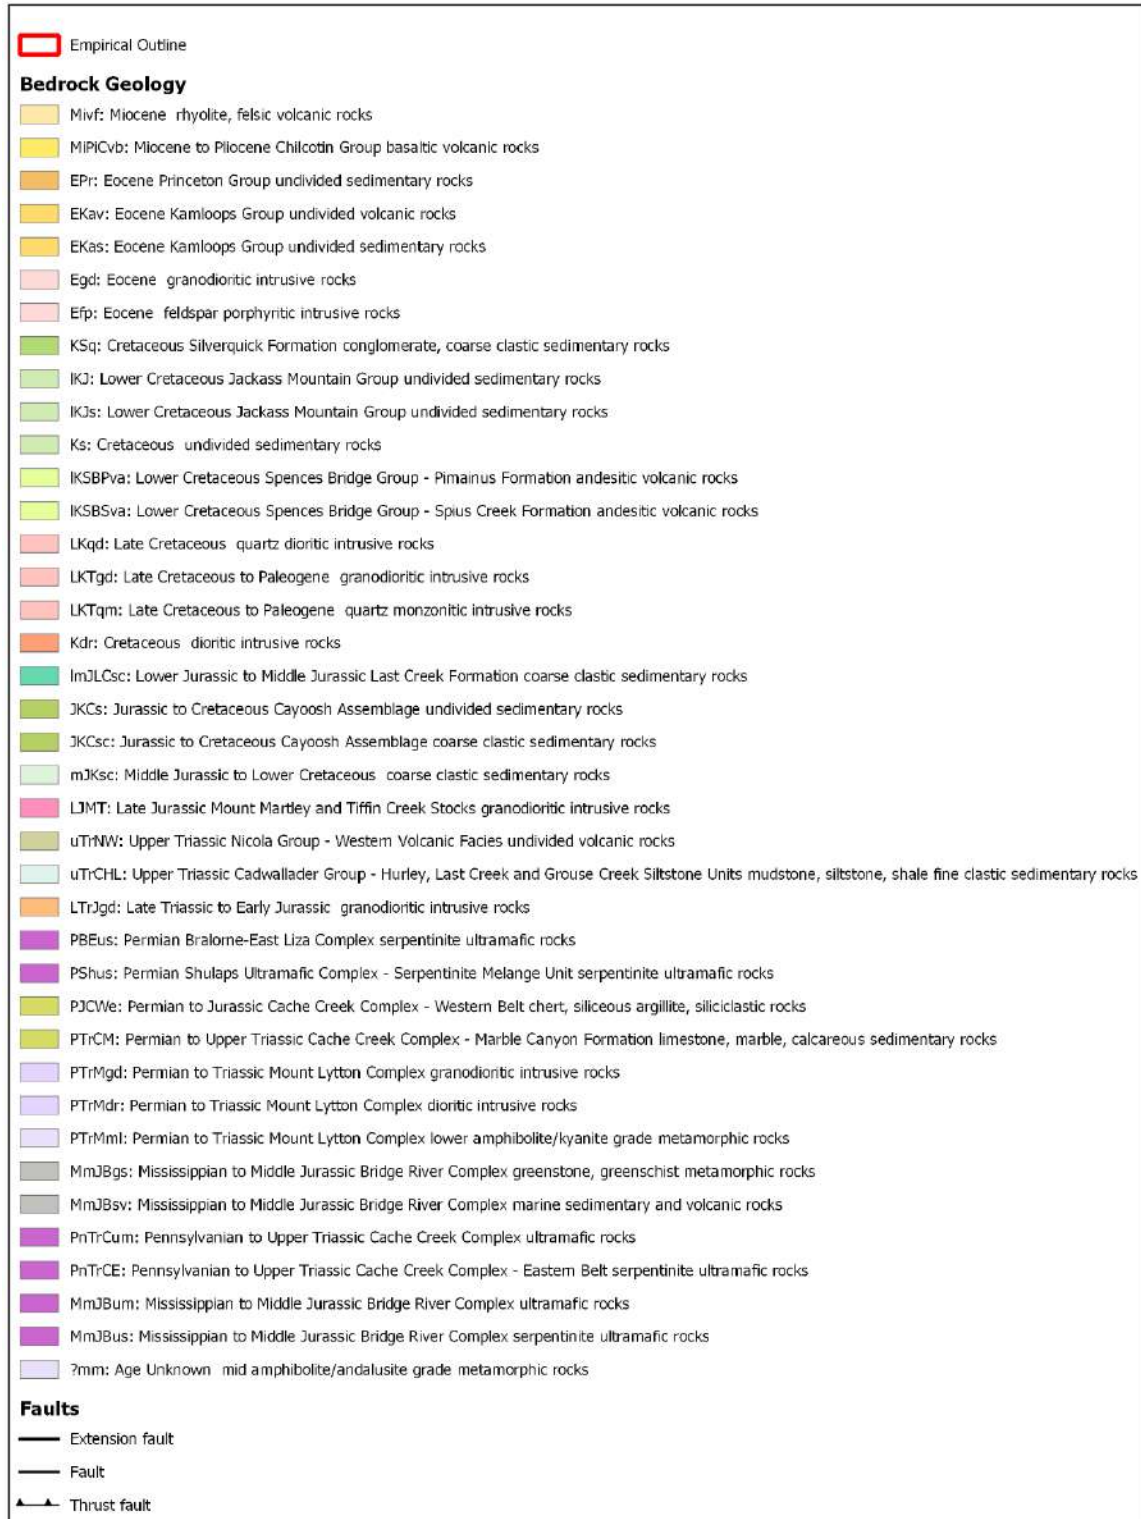 Empirical Outline
Bedrock Geology
Mivf: Miocene rhyolite, felsic volcanic rocks
MiPiCvb: Miocene to Pliocene Chilcotin Group basaltic volcanic rocks
EPr: Eocene Princeton Group undivided sedimentary rocks
EKav: Eocene Kamloops Group undivided volcanic rocks
EKas: Eocene Kamloops Group undivided sedimentary rocks
Egd: Eocene granodioritic intrusive rocks
Efp: Eocene feldspar porphyritic intrusive rocks
KSq: Cretaceous Silverquick Formation conglomerate, coarse clastic sedimentary rocks
lKJ: Lower Cretaceous Jackass Mountain Group undivided sedimentary rocks
lKJs: Lower Cretaceous Jackass Mountain Group undivided sedimentary rocks
Ks: Cretaceous undivided sedimentary rocks
lKSBPva: Lower Cretaceous Spences Bridge Group - Pimainus Formation andesitic volcanic rocks
lKSBSva: Lower Cretaceous Spences Bridge Group - Spius Creek Formation andesitic volcanic rocks
LKqd: Late Cretaceous quartz dioritic intrusive rocks
LKTgd: Late Cretaceous to Paleogene granodioritic intrusive rocks
LKTqm: Late Cretaceous to Paleogene quartz monzonitic intrusive rocks
Kdr: Cretaceous dioritic intrusive rocks
lmJLCsc: Lower Jurassic to Middle Jurassic Last Creek Formation coarse clastic sedimentary rocks
JKCs: Jurassic to Cretaceous Cayoosh Assemblage undivided sedimentary rocks
JKCsc: Jurassic to Cretaceous Cayoosh Assemblage coarse clastic sedimentary rocks
mJKsc: Middle Jurassic to Lower Cretaceous coarse clastic sedimentary rocks
LJMT: Late Jurassic Mount Martley and Tiffin Creek Stocks granodioritic intrusive rocks
uTrNW: Upper Triassic Nicola Group - Western Volcanic Facies undivided volcanic rocks
uTrCHL: Upper Triassic Cadwallader Group - Hurley, Last Creek and Grouse Creek Siltstone Units mudstone, siltstone, shale fine clastic sedimentary rocks
LTrJgd: Late Triassic to Early Jurassic granodioritic intrusive rocks
PBEus: Permian Bralorne-East Liza Complex serpentinite ultramafic rocks
PShus: Permian Shulaps Ultramafic Complex - Serpentinite Melange Unit serpentinite ultramafic rocks
PJCWe: Permian to Jurassic Cache Creek Complex - Western Belt chert, siliceous argillite, siliciclastic rocks
PTrCM: Permian to Upper Triassic Cache Creek Complex - Marble Canyon Formation limestone, marble, calcareous sedimentary rocks
PTrMgd: Permian to Triassic Mount Lytton Complex granodioritic intrusive rocks
PTrMdr: Permian to Triassic Mount Lytton Complex dioritic intrusive rocks
PTrMml: Permian to Triassic Mount Lytton Complex lower amphibolite/kyanite grade metamorphic rocks
MmJBgs: Mississippian to Middle Jurassic Bridge River Complex greenstone, greenschist metamorphic rocks
MmJBsv: Mississippian to Middle Jurassic Bridge River Complex marine sedimentary and volcanic rocks
PnTrCum: Pennsylvanian to Upper Triassic Cache Creek Complex ultramafic rocks
PnTrCE: Pennsylvanian to Upper Triassic Cache Creek Complex - Eastern Belt serpentinite ultramafic rocks
MmJBum: Mississippian to Middle Jurassic Bridge River Complex ultramafic rocks
MmJBus: Mississippian to Middle Jurassic Bridge River Complex serpentinite ultramafic rocks
?mm: Age Unknown mid amphibolite/andalusite grade metamorphic rocks
Faults
Extension fault
Fault
Thrust fault